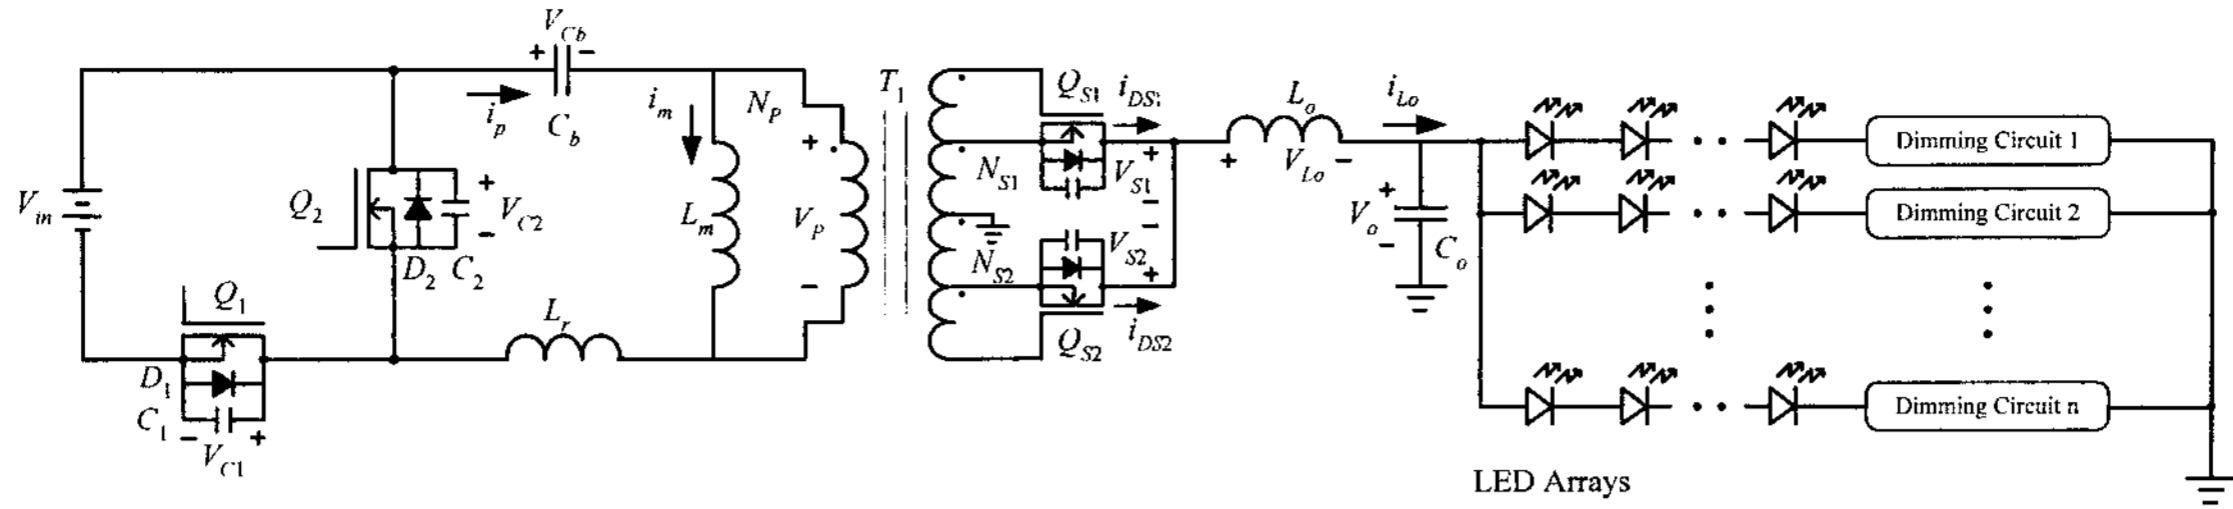 V_in
Q_1
D_1
C_1
− V_C1 +
Q_2
D_2 C_2
+ V_C2 −
+ V_Cb −
i_p
C_b
i_m
L_m
L_r
N_P
+ V_P −
T_1
N_S1
N_S2
Q_S1
i_DS1
+ V_S1 −
− V_S2 +
Q_S2
i_DS2
L_o
+ V_Lo −
i_Lo
+ V_o −
C_o
Dimming Circuit 1
Dimming Circuit 2
Dimming Circuit n
LED Arrays